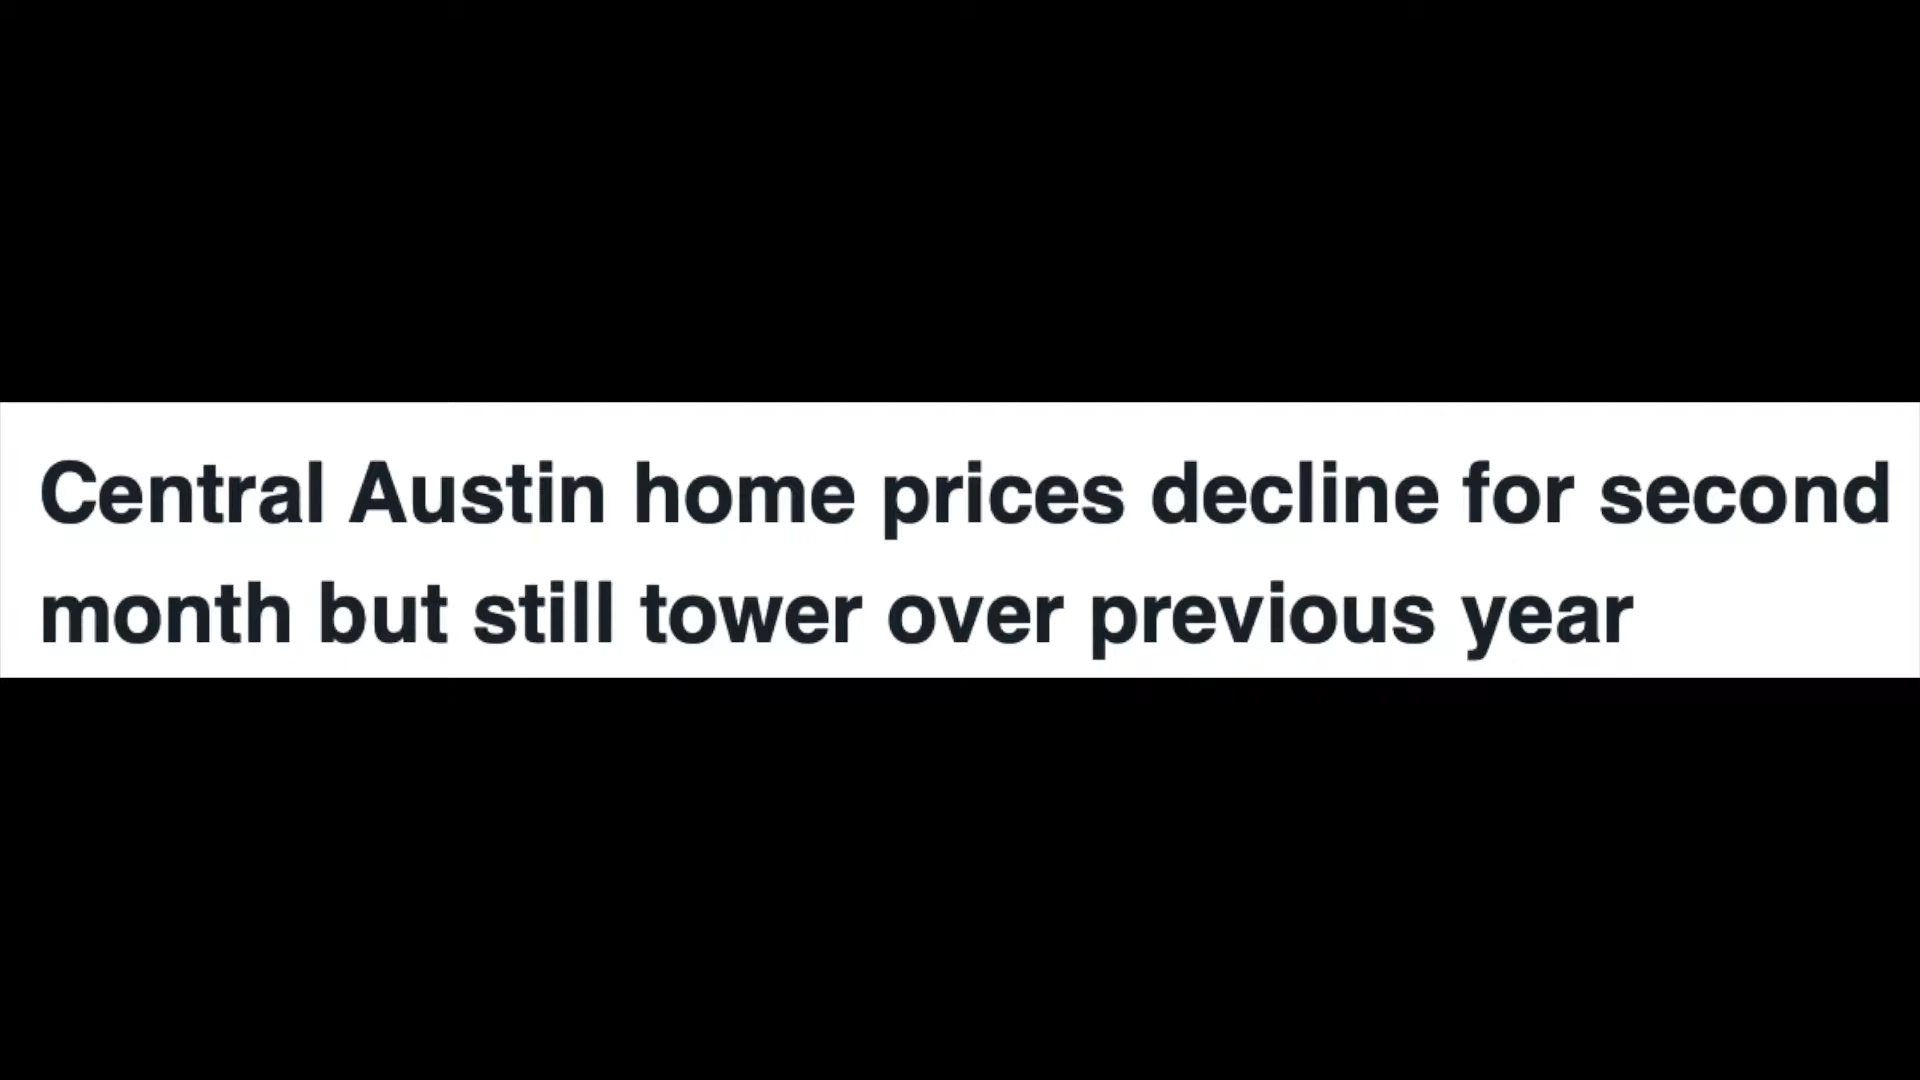 Central Austin home prices decline for second
month but still tower over previous year